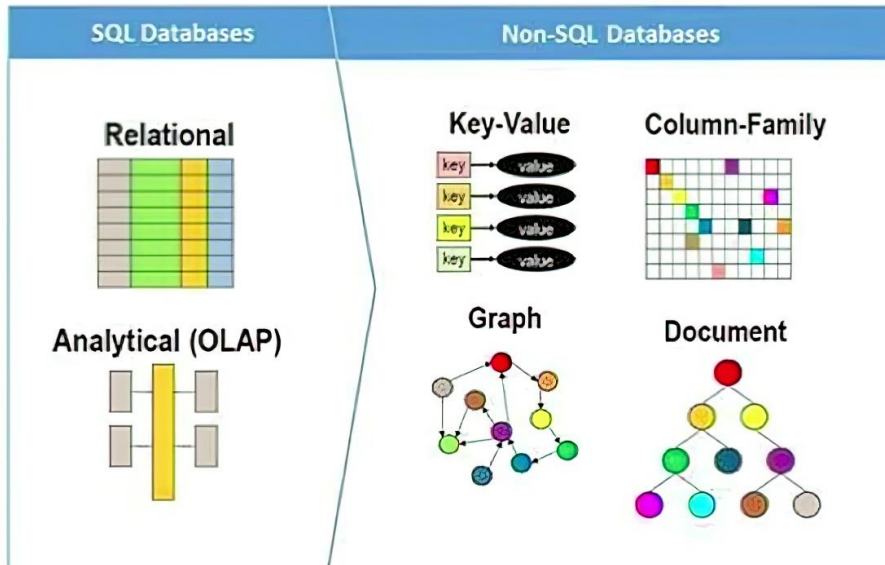 SQL Databases
Non-SQL Databases
Relational
Analytical (OLAP)
Key-Value
key value
key value
key value
key value
Column-Family
Graph
Document